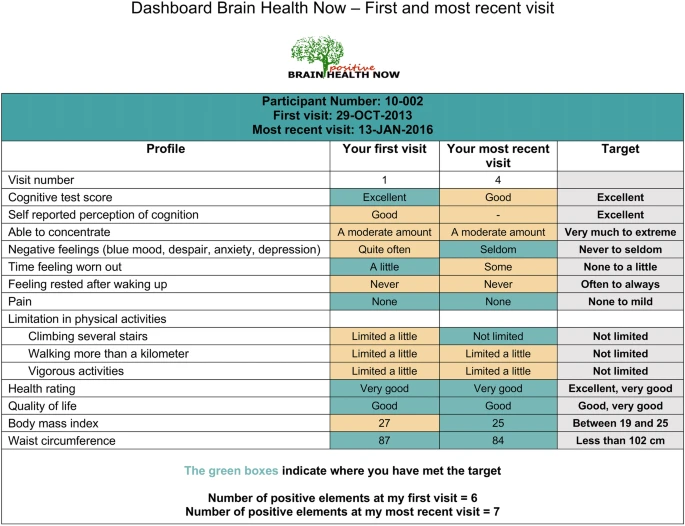 Dashboard Brain Health Now – First and most recent visit
positive
BRAIN HEALTH NOW
Participant Number: 10-002
First visit: 29-OCT-2013
Most recent visit: 13-JAN-2016
Profile Your first visit Your most recent visit Target
Visit number 1 4
Cognitive test score Excellent Good Excellent
Self reported perception of cognition Good - Excellent
Able to concentrate A moderate amount A moderate amount Very much to extreme
Negative feelings (blue mood, despair, anxiety, depression) Quite often Seldom Never to seldom
Time feeling worn out A little Some None to a little
Feeling rested after waking up Never Never Often to always
Pain None None None to mild
Limitation in physical activities
Climbing several stairs Limited a little Not limited Not limited
Walking more than a kilometer Limited a little Limited a little Not limited
Vigorous activities Limited a little Limited a little Not limited
Health rating Very good Very good Excellent, very good
Quality of life Good Good Good, very good
Body mass index 27 25 Between 19 and 25
Waist circumference 87 84 Less than 102 cm
The green boxes indicate where you have met the target
Number of positive elements at my first visit = 6
Number of positive elements at my most recent visit = 7